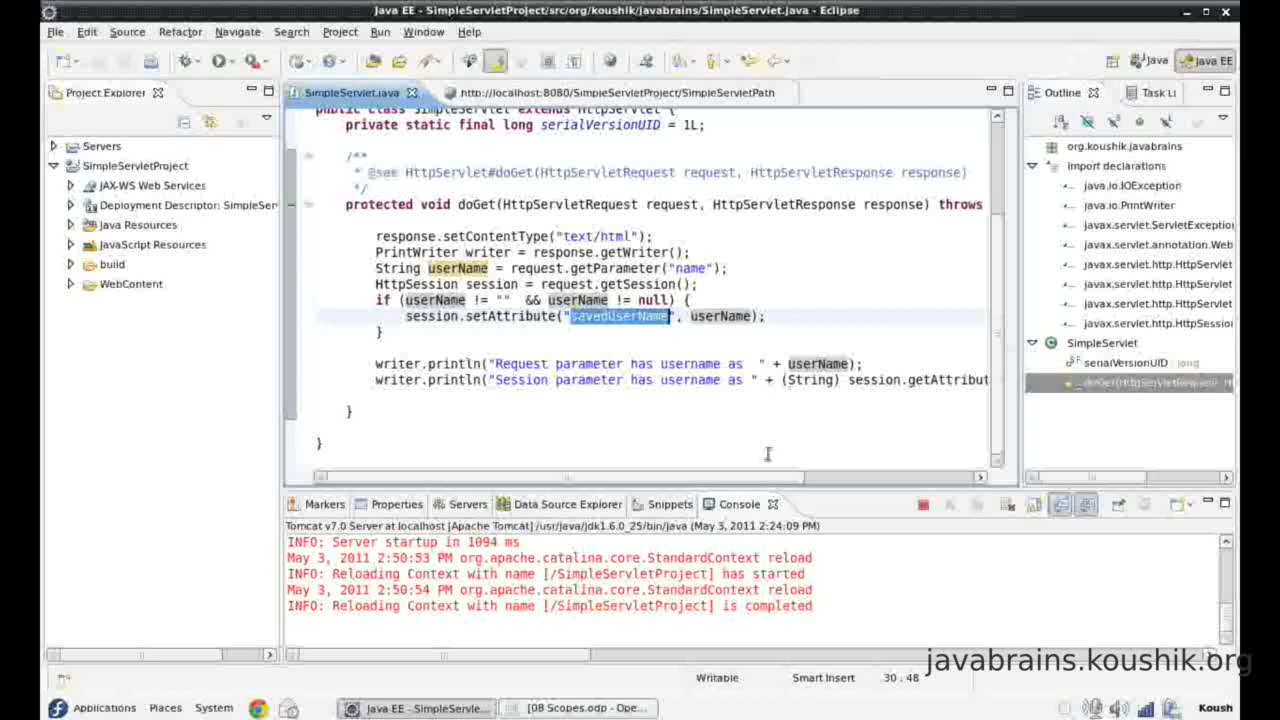 Java EE - SimpleServletProject/src/org/koushik/javabrains/SimpleServlet.java - Eclipse
File Edit Source Refactor Navigate Search Project Run Window Help
Java Java EE
Project Explorer
SimpleServlet.java http://localhost:8080/SimpleServletProject/SimpleServletPath
Outline Task Li
Servers
SimpleServletProject
JAX-WS Web Services
Deployment Descriptor: SimpleSer
Java Resources
JavaScript Resources
build
WebContent
public class SimpleServlet extends HttpServlet {
private static final long serialVersionUID = 1L;
/**
* @see HttpServlet#doGet(HttpServletRequest request, HttpServletResponse response)
*/
protected void doGet(HttpServletRequest request, HttpServletResponse response) throws
response.setContentType("text/html");
PrintWriter writer = response.getWriter();
String userName = request.getParameter("name");
HttpSession session = request.getSession();
if (userName != "" && userName != null) {
session.setAttribute("savedUserName", userName);
}
writer.println("Request parameter has username as " + userName);
writer.println("Session parameter has username as " + (String) session.getAttribut
}
}
org.koushik.javabrains
import declarations
java.io.IOException
java.io.PrintWriter
javax.servlet.ServletException
javax.servlet.annotation.Web
javax.servlet.http.HttpServlet
javax.servlet.http.HttpServlet
javax.servlet.http.HttpServlet
javax.servlet.http.HttpSession
SimpleServlet
serialVersionUID : long
doGet(HttpServletRequest, H
Markers Properties Servers Data Source Explorer Snippets Console
Tomcat v7.0 Server at localhost [Apache Tomcat] /usr/java/jdk1.6.0_25/bin/java (May 3, 2011 2:24:09 PM)
INFO: Server startup in 1094 ms
May 3, 2011 2:50:53 PM org.apache.catalina.core.StandardContext reload
INFO: Reloading Context with name [/SimpleServletProject] has started
May 3, 2011 2:50:54 PM org.apache.catalina.core.StandardContext reload
INFO: Reloading Context with name [/SimpleServletProject] is completed
javabrains.koushik.org
Writable Smart Insert 30 : 48
Applications Places System Java EE - SimpleServle... [08 Scopes.odp - Ope... Koush